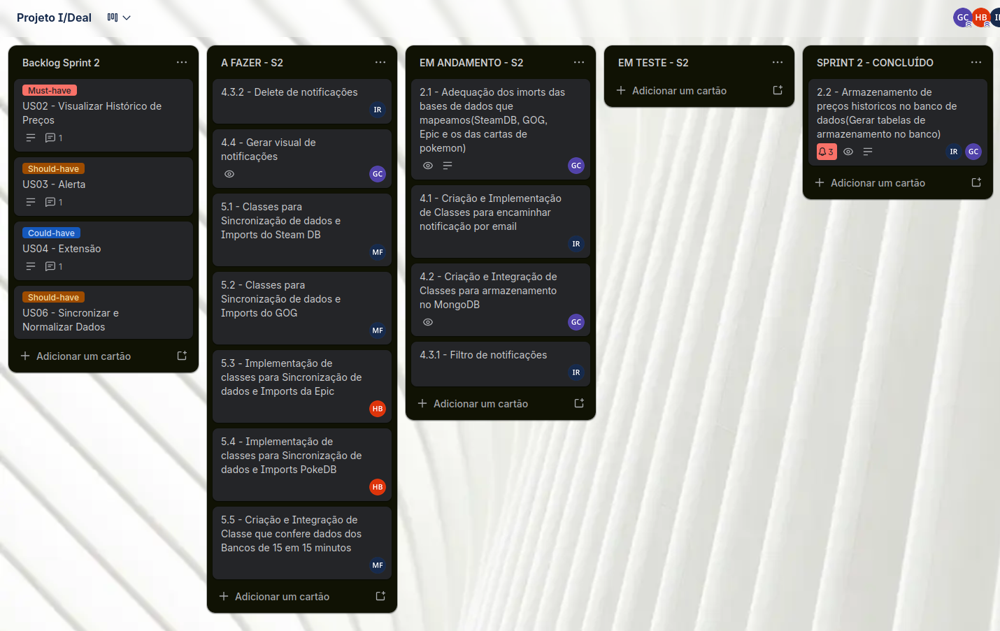 Projeto I/Deal
GC HB
Backlog Sprint 2
Must-have
US02 - Visualizar Histórico de
Preços
1
Should-have
US03 - Alerta
1
Could-have
US04 - Extensão
1
Should-have
US06 - Sincronizar e
Normalizar Dados
Adicionar um cartão
A FAZER - S2
4.3.2 - Delete de notificações
IR
4.4 - Gerar visual de
notificações
GC
5.1 - Classes para
Sincronização de dados e
Imports do Steam DB
MF
5.2 - Classes para
Sincronização de dados e
Imports do GOG
MF
5.3 - Implementação de
classes para Sincronização de
dados e Imports da Epic
HB
5.4 - Implementação de
classes para Sincronização de
dados e Imports PokeDB
HB
5.5 - Criação e Integração de
Classe que confere dados dos
Bancos de 15 em 15 minutos
MF
Adicionar um cartão
EM ANDAMENTO - S2
2.1 - Adequação dos imorts das
bases de dados que
mapeamos(SteamDB, GOG,
Epic e os das cartas de
pokemon)
GC
4.1 - Criação e Implementação
de Classes para encaminhar
notificação por email
IR
4.2 - Criação e Integração de
Classes para armazenamento
no MongoDB
GC
4.3.1 - Filtro de notificações
IR
Adicionar um cartão
EM TESTE - S2
Adicionar um cartão
SPRINT 2 - CONCLUÍDO
2.2 - Armazenamento de
preços historicos no banco de
dados(Gerar tabelas de
armazenamento no banco)
3 IR GC
Adicionar um cartão